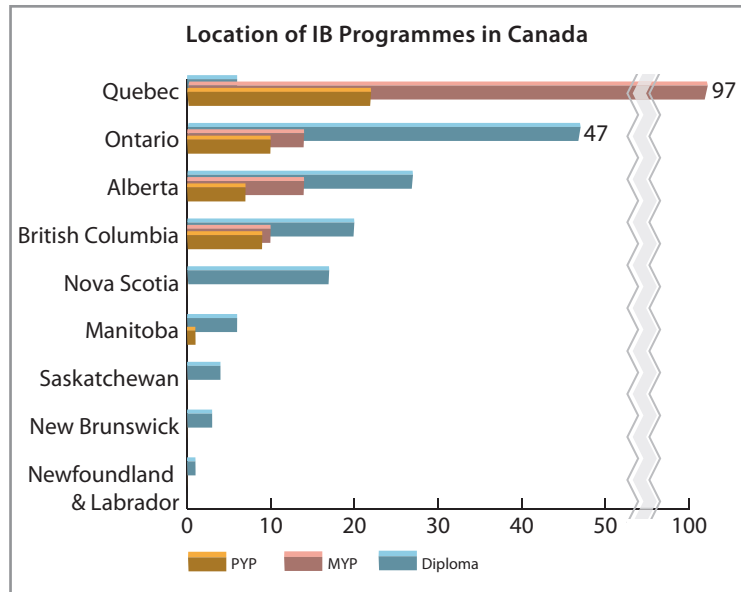 Location of IB Programmes in Canada
Quebec
97
Ontario
47
Alberta
British Columbia
Nova Scotia
Manitoba
Saskatchewan
New Brunswick
Newfoundland
& Labrador
0 10 20 30 40 50 100
PYP MYP Diploma